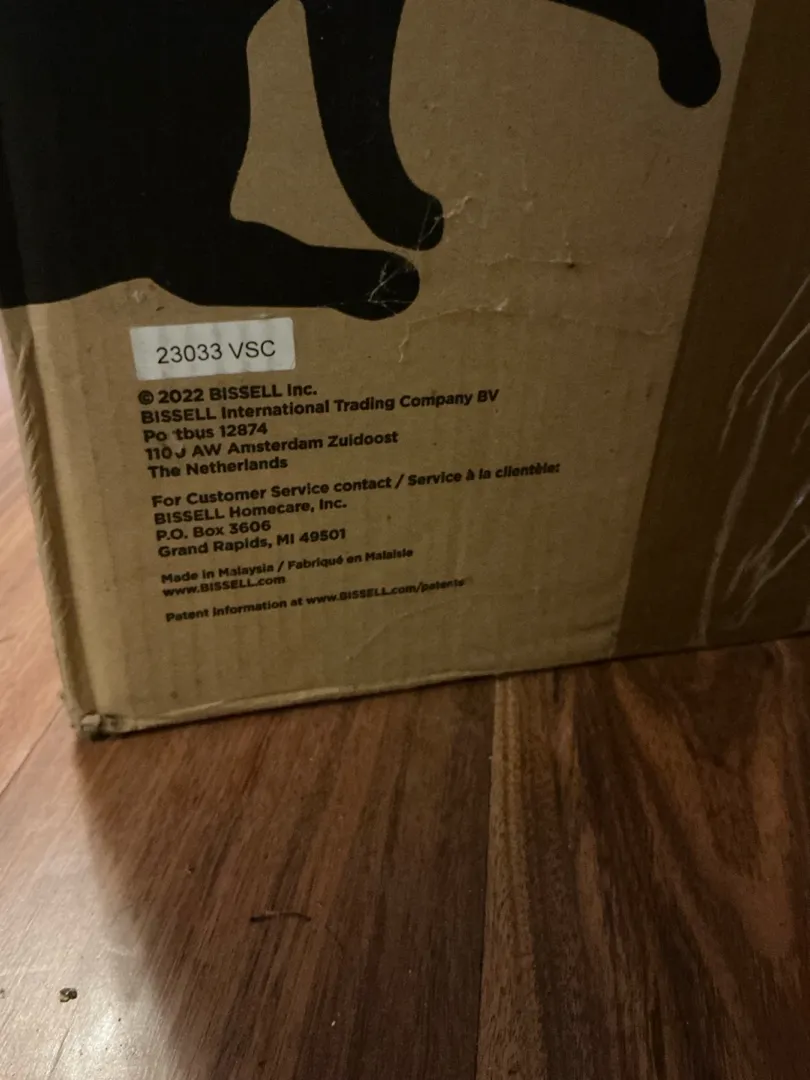 23033 VSC
© 2022 BISSELL Inc.
BISSELL International Trading Company BV
12874
AW Amsterdam Zuidoost
The Netherlands
For Customer Service contact / Service à la clientèle:
BISSELL Homecare, Inc.
P.O. Box 3606
Grand Rapids, MI 49501
Made in Malaysia / Fabriqué en Malaisie
www.BISSELL.com
Patent information at www.BISSELL.com/patents